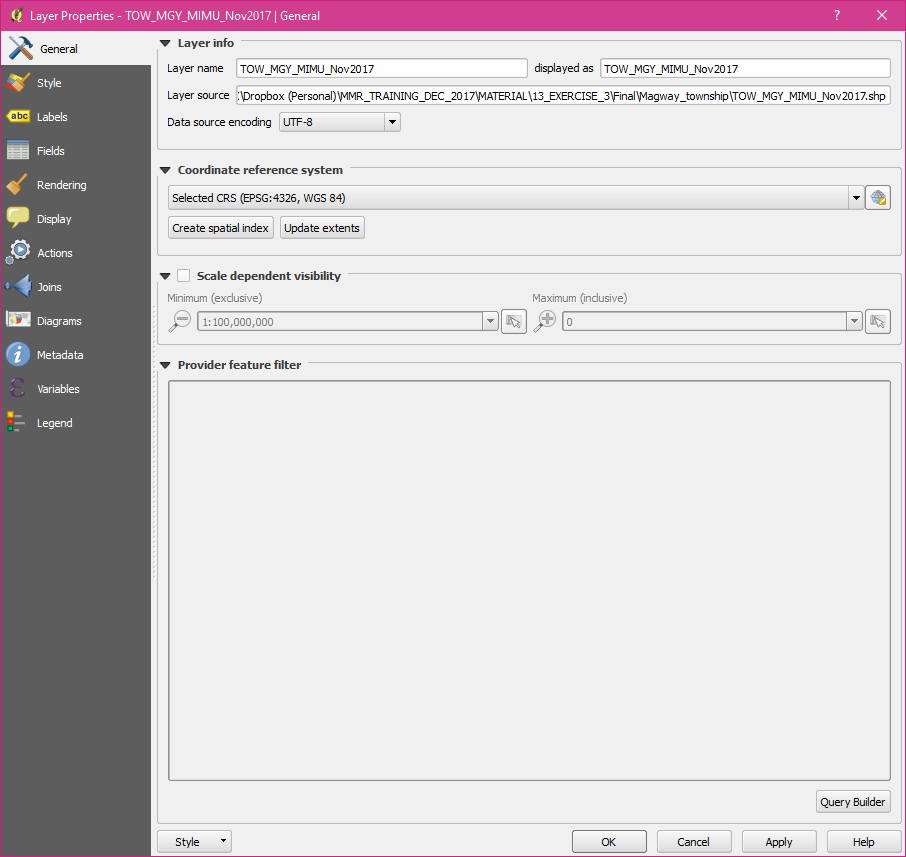 Layer Properties - TOW_MGY_MIMU_Nov2017 | General
?
General
Style
abc Labels
Fields
Rendering
Display
Actions
Joins
Diagrams
Metadata
Variables
Legend
Layer info
Layer name TOW_MGY_MIMU_Nov2017 displayed as TOW_MGY_MIMU_Nov2017
Layer source :\Dropbox (Personal)\MMR_TRAINING_DEC_2017\MATERIAL\13_EXERCISE_3\Final\Magway_township\TOW_MGY_MIMU_Nov2017.shp
Data source encoding UTF-8
Coordinate reference system
Selected CRS (EPSG:4326, WGS 84)
Create spatial index Update extents
Scale dependent visibility
Minimum (exclusive) Maximum (inclusive)
1:100,000,000 0
Provider feature filter
Query Builder
Style OK Cancel Apply Help